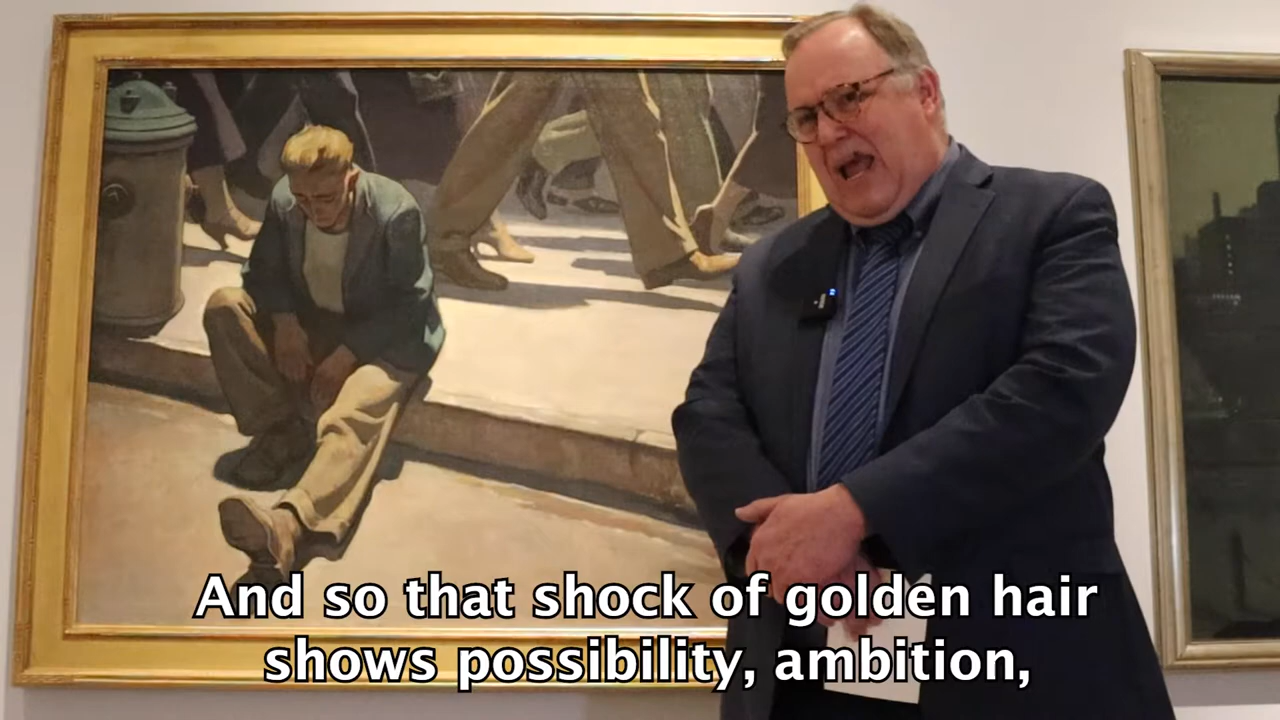 And so that shock of golden hair
shows possibility, ambition,